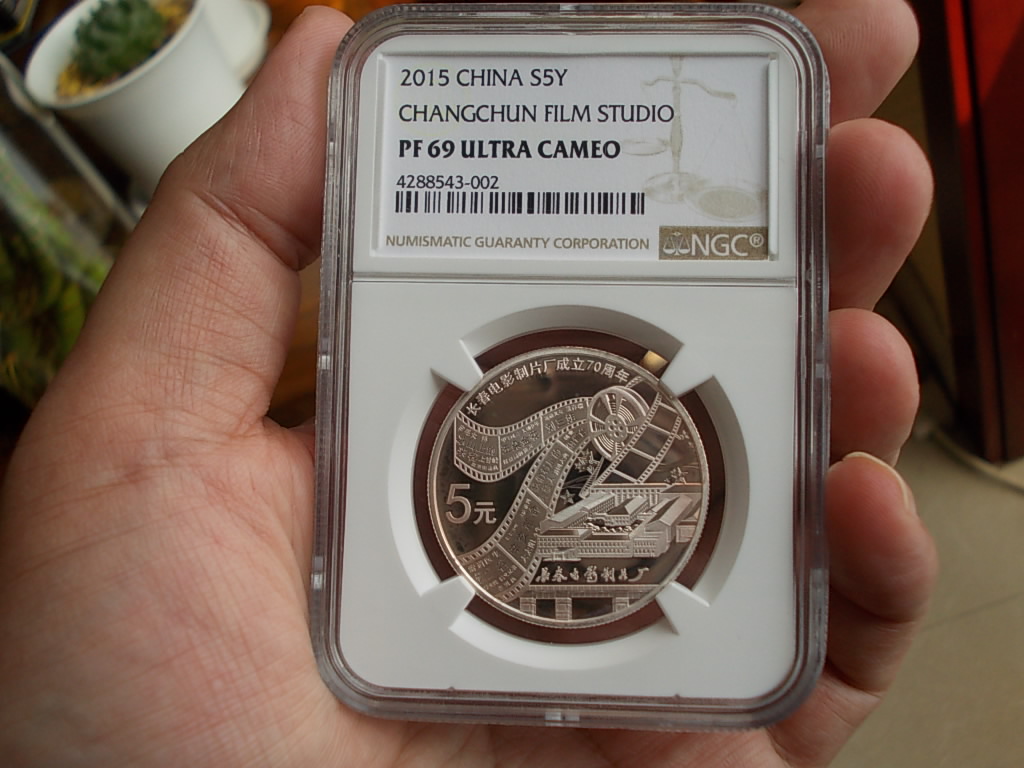 2015 CHINA S5Y
CHANGCHUN FILM STUDIO
PF 69 ULTRA CAMEO
4288543-002
NUMISMATIC GUARANTY CORPORATION
NGC®
长春电影制片厂成立70周年
5元
长春电影制片厂